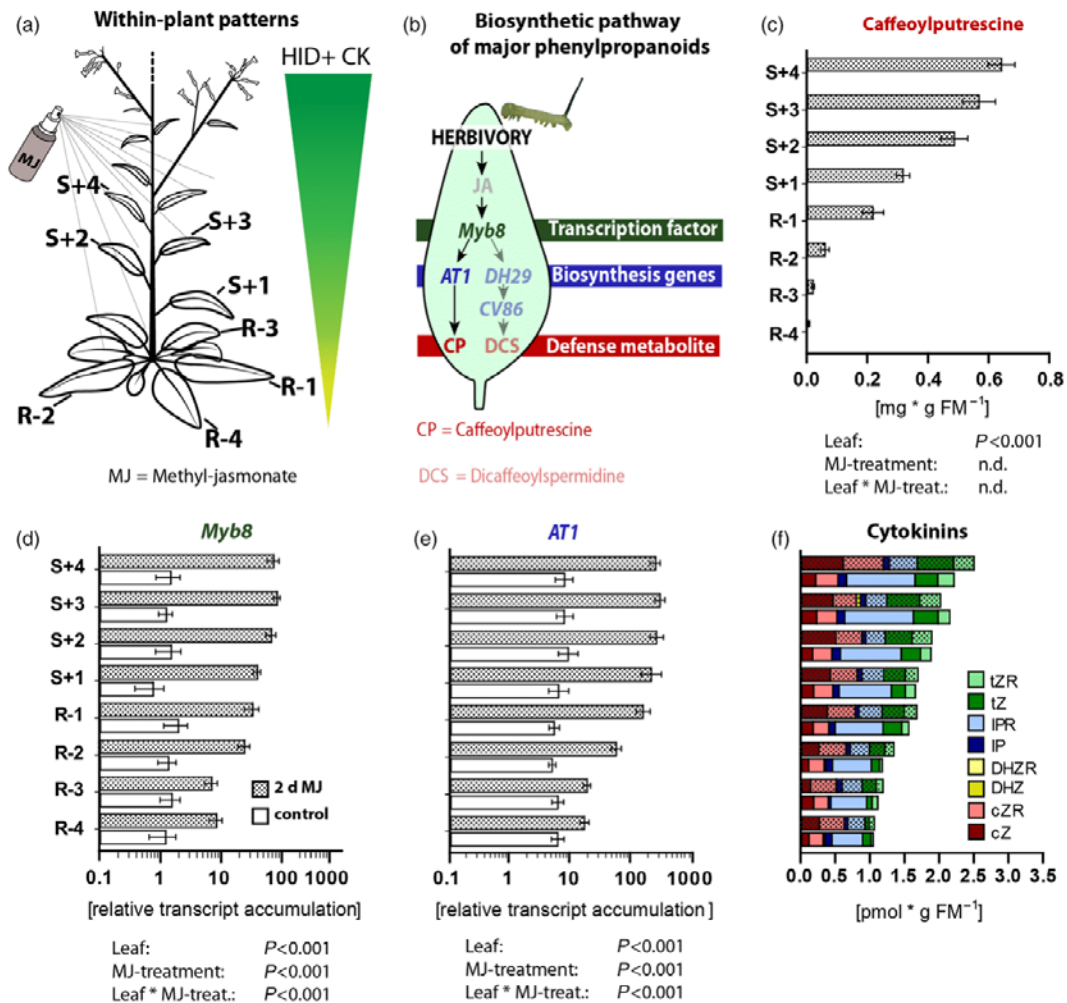 (a)
Within-plant patterns
HID+ CK
MJ
S+4
S+3
S+2
S+1
R-3
R-1
R-2
R-4
MJ = Methyl-jasmonate
(b)
Biosynthetic pathway
of major phenylpropanoids
HERBIVORY
JA
Myb8
Transcription factor
AT1
DH29
Biosynthesis genes
CV86
CP
DCS
Defense metabolite
CP = Caffeoylputrescine
DCS = Dicaffeoylspermidine
(c)
Caffeoylputrescine
S+4
S+3
S+2
S+1
R-1
R-2
R-3
R-4
0.0 0.2 0.4 0.6 0.8
[mg * g FM⁻¹]
Leaf: P<0.001
MJ-treatment: n.d.
Leaf * MJ-treat.: n.d.
(d)
Myb8
S+4
S+3
S+2
S+1
R-1
R-2
R-3
R-4
2 d MJ
control
0.1 1 10 100 1000
[relative transcript accumulation]
Leaf: P<0.001
MJ-treatment: P<0.001
Leaf * MJ-treat.: P<0.001
(e)
AT1
0.1 1 10 100 1000
[relative transcript accumulation ]
Leaf: P<0.001
MJ-treatment: P<0.001
Leaf * MJ-treat.: P<0.001
(f)
Cytokinins
tZR
tZ
IPR
IP
DHZR
DHZ
cZR
cZ
0.0 0.5 1.0 1.5 2.0 2.5 3.0 3.5
[pmol * g FM⁻¹]